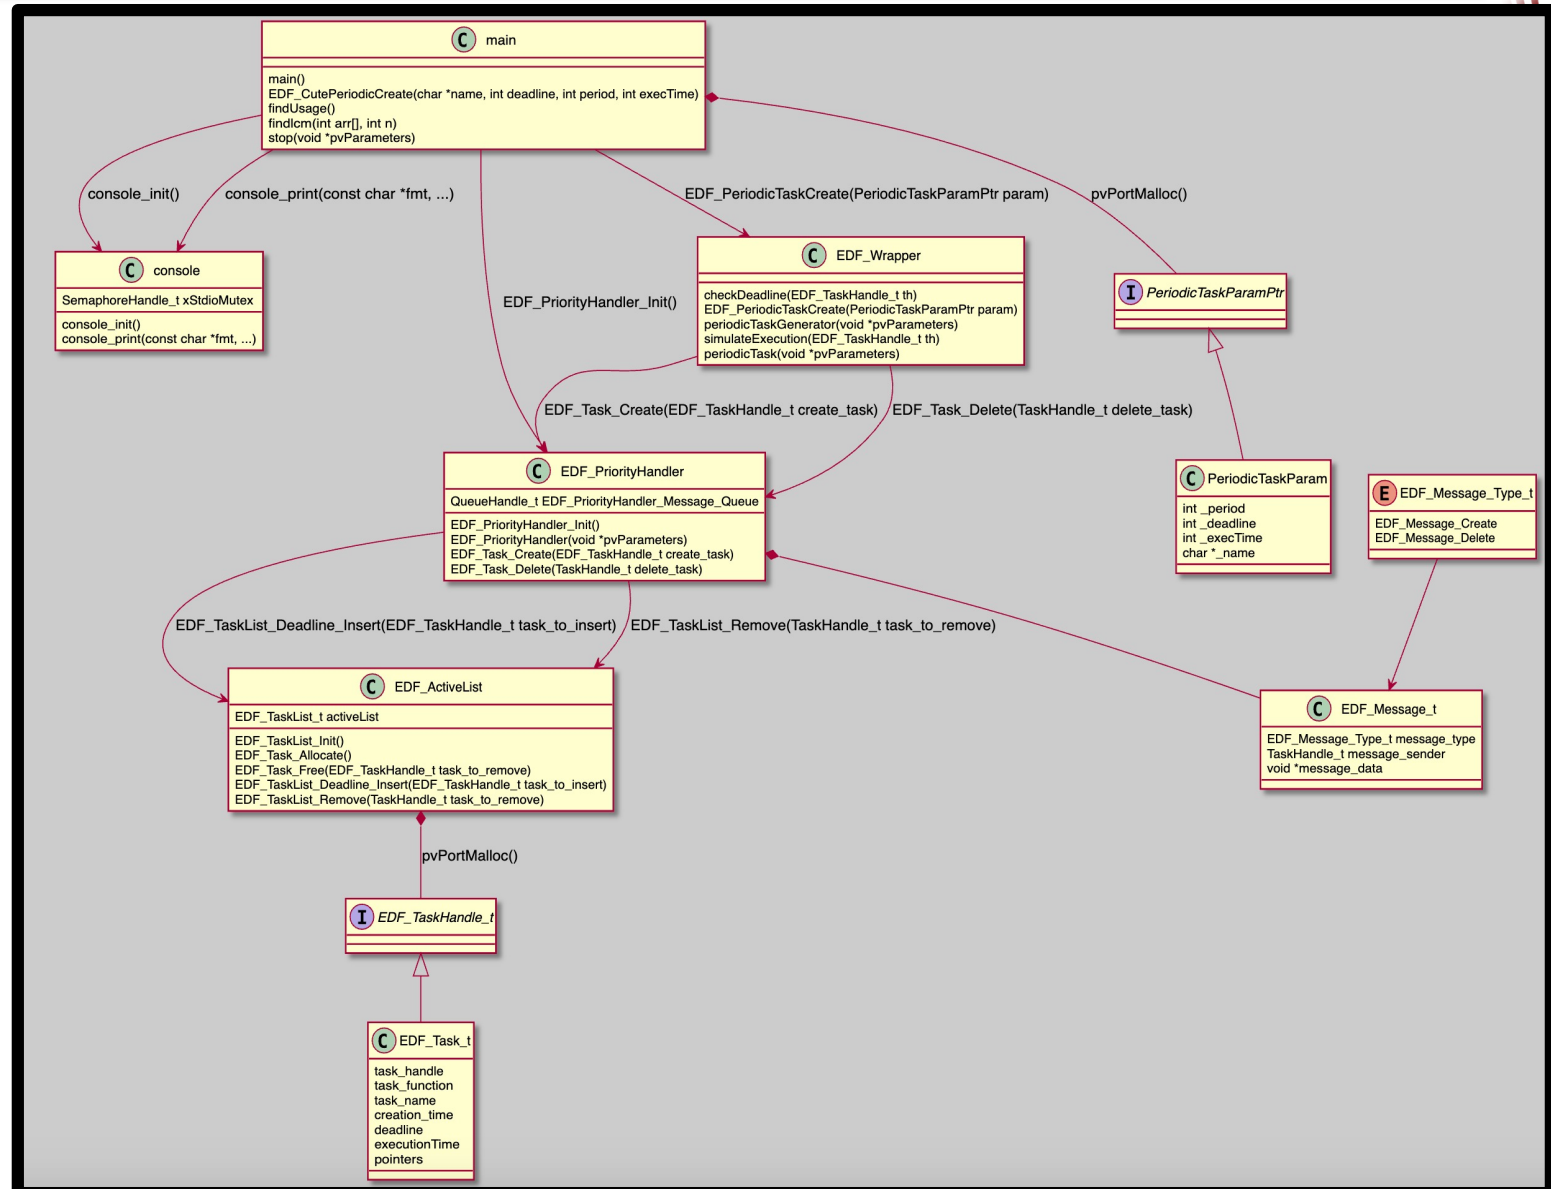 C main
main()
EDF_CutePeriodicCreate(char *name, int deadline, int period, int execTime)
findUsage()
findlcm(int arr[], int n)
stop(void *pvParameters)
console_init()
console_print(const char *fmt, ...)
EDF_PeriodicTaskCreate(PeriodicTaskParamPtr param)
pvPortMalloc()
C console
SemaphoreHandle_t xStdioMutex
console_init()
console_print(const char *fmt, ...)
C EDF_Wrapper
checkDeadline(EDF_TaskHandle_t th)
EDF_PeriodicTaskCreate(PeriodicTaskParamPtr param)
periodicTaskGenerator(void *pvParameters)
simulateExecution(EDF_TaskHandle_t th)
periodicTask(void *pvParameters)
I PeriodicTaskParamPtr
EDF_PriorityHandler_Init()
EDF_Task_Create(EDF_TaskHandle_t create_task)
EDF_Task_Delete(TaskHandle_t delete_task)
C EDF_PriorityHandler
QueueHandle_t EDF_PriorityHandler_Message_Queue
EDF_PriorityHandler_Init()
EDF_PriorityHandler(void *pvParameters)
EDF_Task_Create(EDF_TaskHandle_t create_task)
EDF_Task_Delete(TaskHandle_t delete_task)
C PeriodicTaskParam
int _period
int _deadline
int _execTime
char *_name
E EDF_Message_Type_t
EDF_Message_Create
EDF_Message_Delete
EDF_TaskList_Deadline_Insert(EDF_TaskHandle_t task_to_insert)
EDF_TaskList_Remove(TaskHandle_t task_to_remove)
C EDF_ActiveList
EDF_TaskList_t activeList
EDF_TaskList_Init()
EDF_Task_Allocate()
EDF_Task_Free(EDF_TaskHandle_t task_to_remove)
EDF_TaskList_Deadline_Insert(EDF_TaskHandle_t task_to_insert)
EDF_TaskList_Remove(TaskHandle_t task_to_remove)
C EDF_Message_t
EDF_Message_Type_t message_type
TaskHandle_t message_sender
void *message_data
pvPortMalloc()
I EDF_TaskHandle_t
C EDF_Task_t
task_handle
task_function
task_name
creation_time
deadline
executionTime
pointers